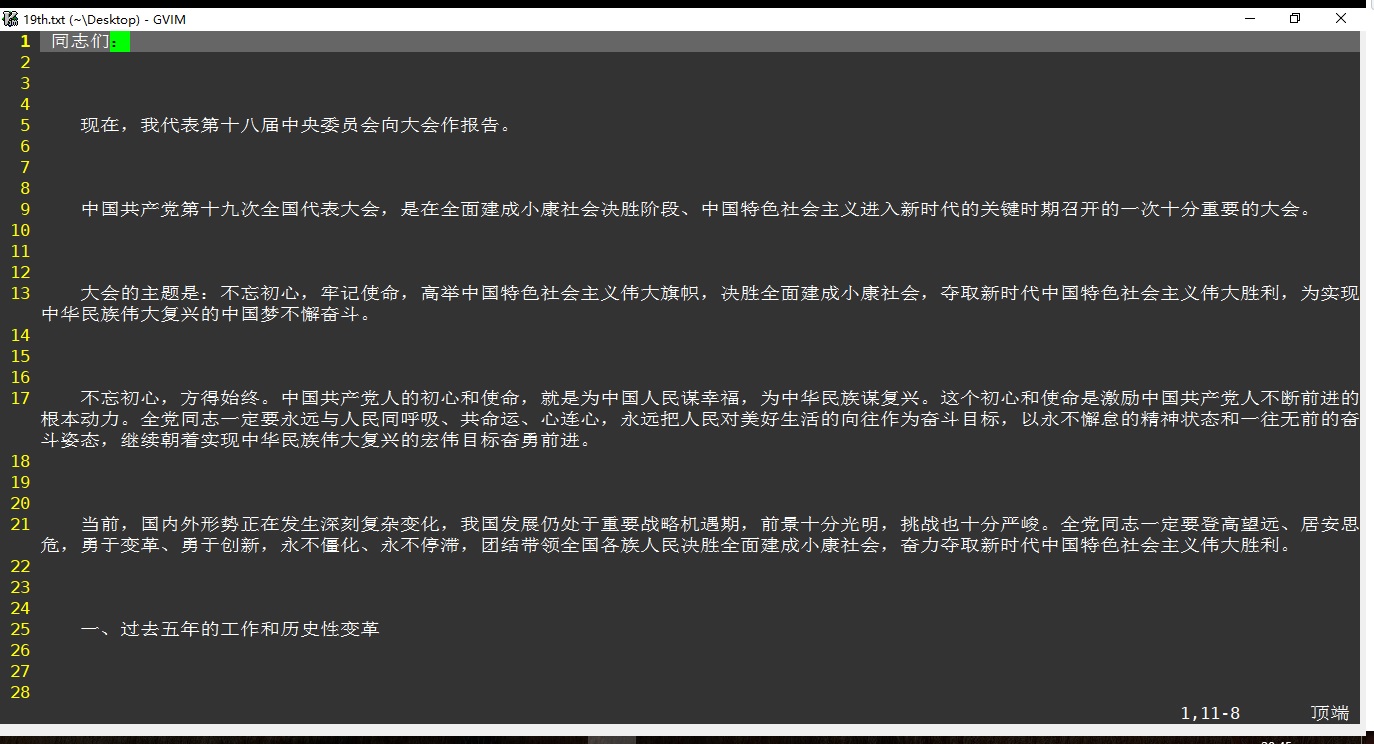 19th.txt (~\Desktop) - GVIM
1 同志们：
2
3
4
5 现在，我代表第十八届中央委员会向大会作报告。
6
7
8
9 中国共产党第十九次全国代表大会，是在全面建成小康社会决胜阶段、中国特色社会主义进入新时代的关键时期召开的一次十分重要的大会。
10
11
12
13 大会的主题是：不忘初心，牢记使命，高举中国特色社会主义伟大旗帜，决胜全面建成小康社会，夺取新时代中国特色社会主义伟大胜利，为实现
中华民族伟大复兴的中国梦不懈奋斗。
14
15
16
17 不忘初心，方得始终。中国共产党人的初心和使命，就是为中国人民谋幸福，为中华民族谋复兴。这个初心和使命是激励中国共产党人不断前进的
根本动力。全党同志一定要永远与人民同呼吸、共命运、心连心，永远把人民对美好生活的向往作为奋斗目标，以永不懈怠的精神状态和一往无前的奋
斗姿态，继续朝着实现中华民族伟大复兴的宏伟目标奋勇前进。
18
19
20
21 当前，国内外形势正在发生深刻复杂变化，我国发展仍处于重要战略机遇期，前景十分光明，挑战也十分严峻。全党同志一定要登高望远、居安思
危，勇于变革、勇于创新，永不僵化、永不停滞，团结带领全国各族人民决胜全面建成小康社会，奋力夺取新时代中国特色社会主义伟大胜利。
22
23
24
25 一、过去五年的工作和历史性变革
26
27
28
1,11-8 顶端